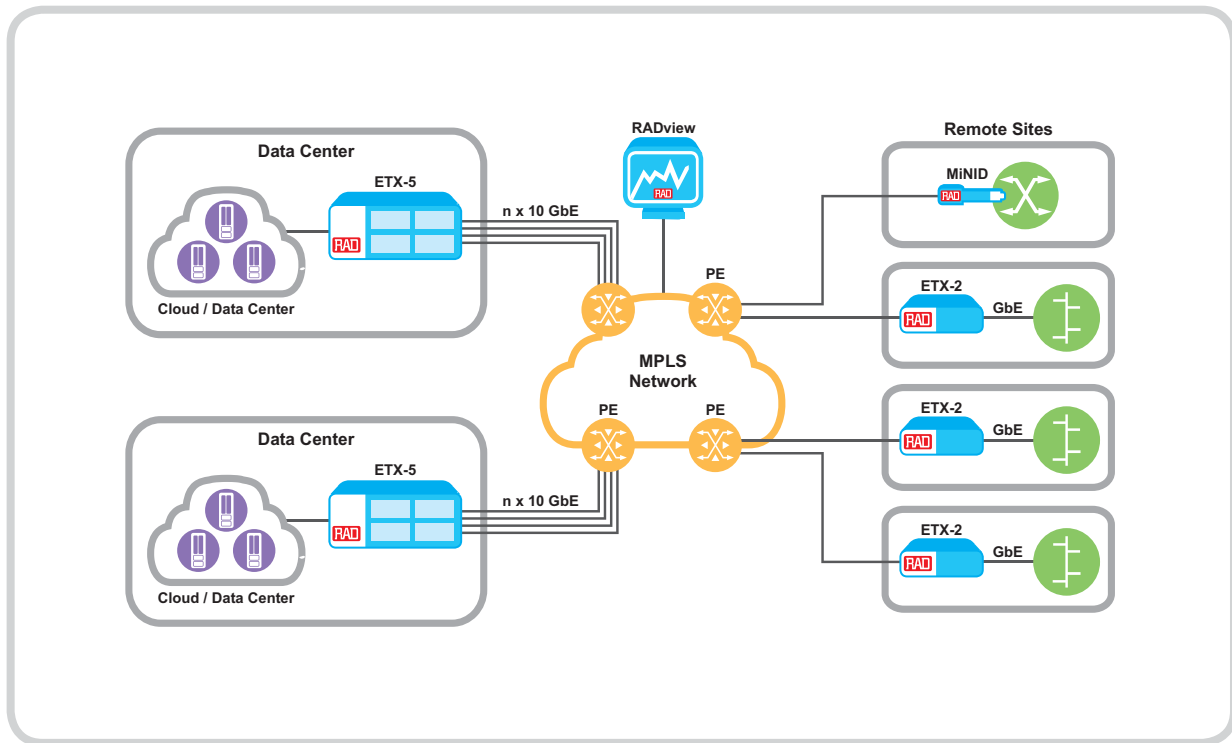 Data Center
ETX-5
RAD
n x 10 GbE
Cloud / Data Center
RADview
RAD
PE
MPLS
Network
PE
PE
Data Center
ETX-5
RAD
n x 10 GbE
Cloud / Data Center
Remote Sites
MiNID
RAD
ETX-2
RAD
GbE
ETX-2
RAD
GbE
ETX-2
RAD
GbE